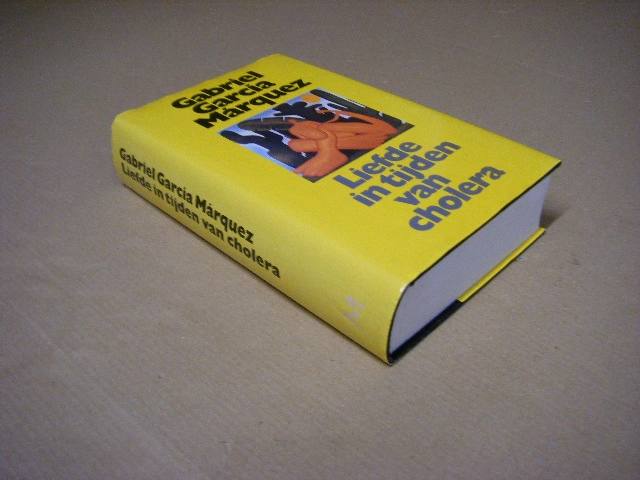 Gabriel
García
Márquez
Liefde
in tijden
van
cholera
Gabriel García Márquez
Liefde in tijden van cholera